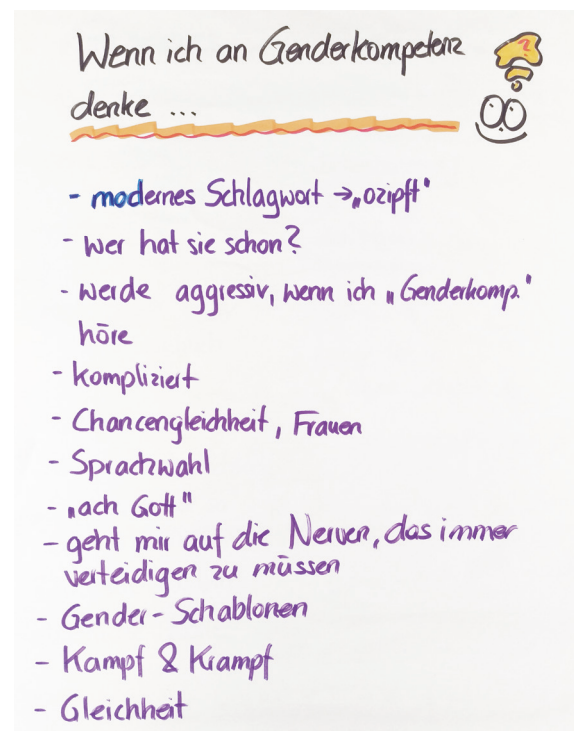 Wenn ich an Genderkompetenz
denke ...
?
- modernes Schlagwort → „ozipft"
- wer hat sie schon?
- werde aggressiv, wenn ich „Genderkomp."
höre
- kompliziert
- Chancengleichheit, Frauen
- Sprachwahl
- „ach Gott"
- geht mir auf die Nerven, das immer
verteidigen zu müssen
- Gender-Schablonen
- Kampf & Krampf
- Gleichheit